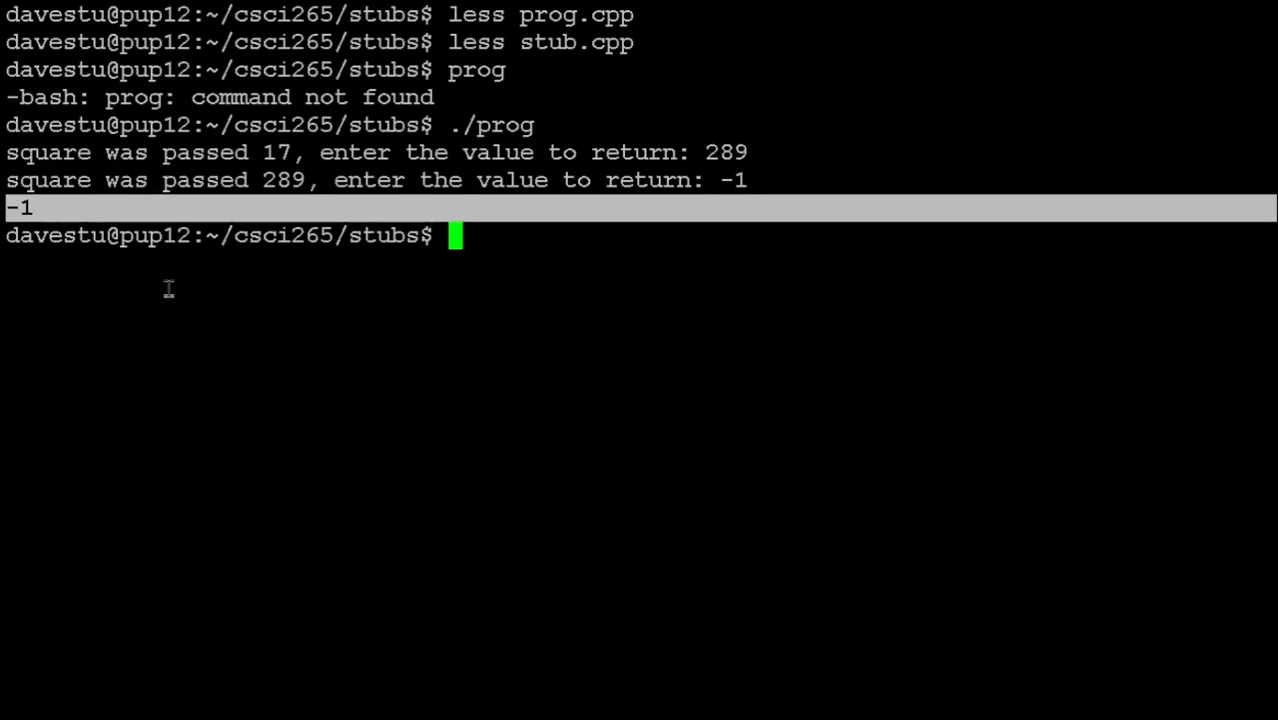 davestu@pup12:~/csci265/stubs$ less prog.cpp
davestu@pup12:~/csci265/stubs$ less stub.cpp
davestu@pup12:~/csci265/stubs$ prog
-bash: prog: command not found
davestu@pup12:~/csci265/stubs$ ./prog
square was passed 17, enter the value to return: 289
square was passed 289, enter the value to return: -1
-1
davestu@pup12:~/csci265/stubs$